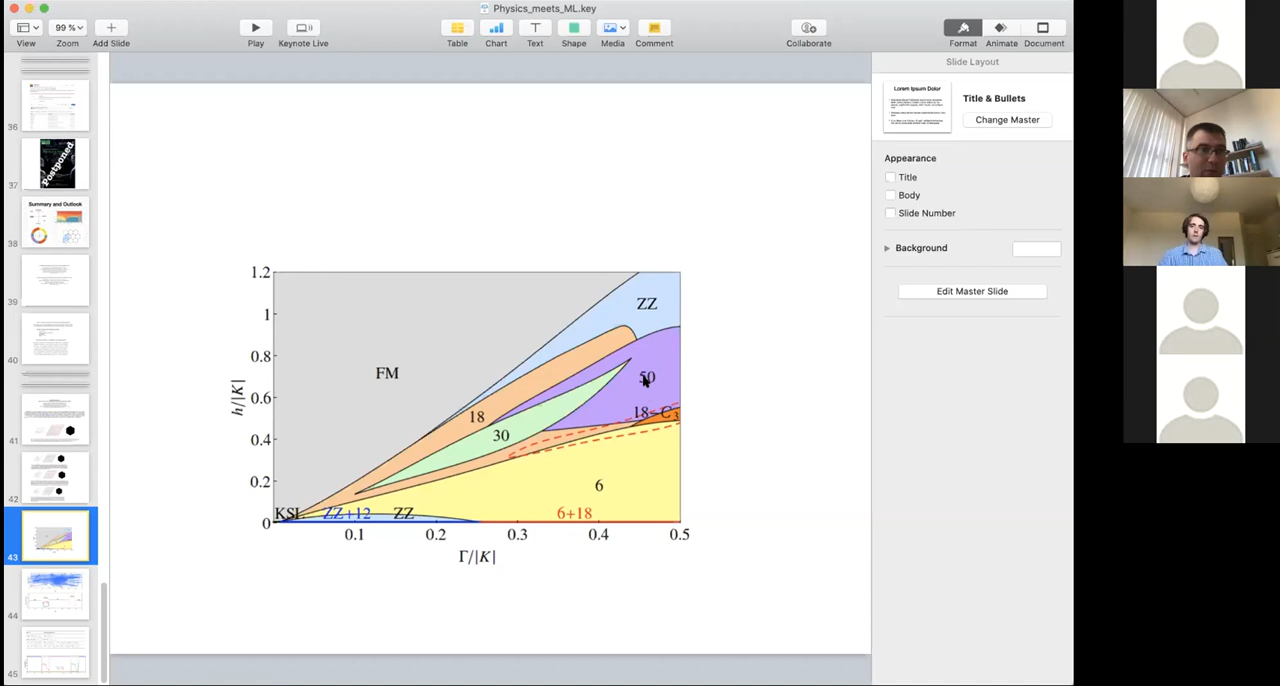 Physics_meets_ML.key
99 %
View
Zoom
Add Slide
Play
Keynote Live
Table
Chart
Text
Shape
Media
Comment
Collaborate
Format
Animate
Document
36
Postponed
37
Summary and Outlook
38
39
40
41
42
43
44
45
1.2
1
0.8
0.6
0.4
0.2
0
h/|K|
ZZ
FM
50
18
18-C3
30
6
KSL
ZZ+12
ZZ
6+18
0.1
0.2
0.3
0.4
0.5
Γ/|K|
Slide Layout
Lorem Ipsum Dolor
Title & Bullets
Change Master
Appearance
Title
Body
Slide Number
Background
Edit Master Slide